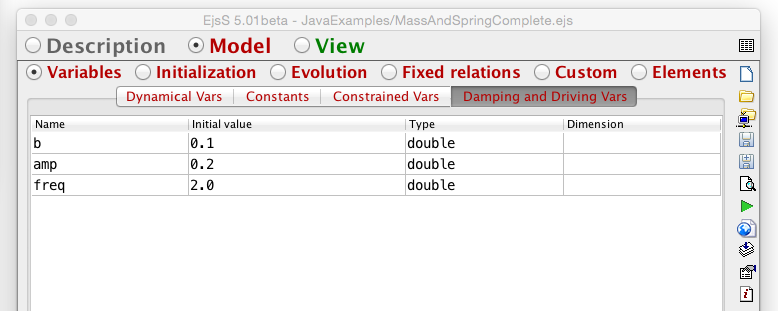 EjsS 5.01beta - JavaExamples/MassAndSpringComplete.ejs
Description Model View
Variables Initialization Evolution Fixed relations Custom Elements
Dynamical Vars Constants Constrained Vars Damping and Driving Vars
Name Initial value Type Dimension
b 0.1 double
amp 0.2 double
freq 2.0 double